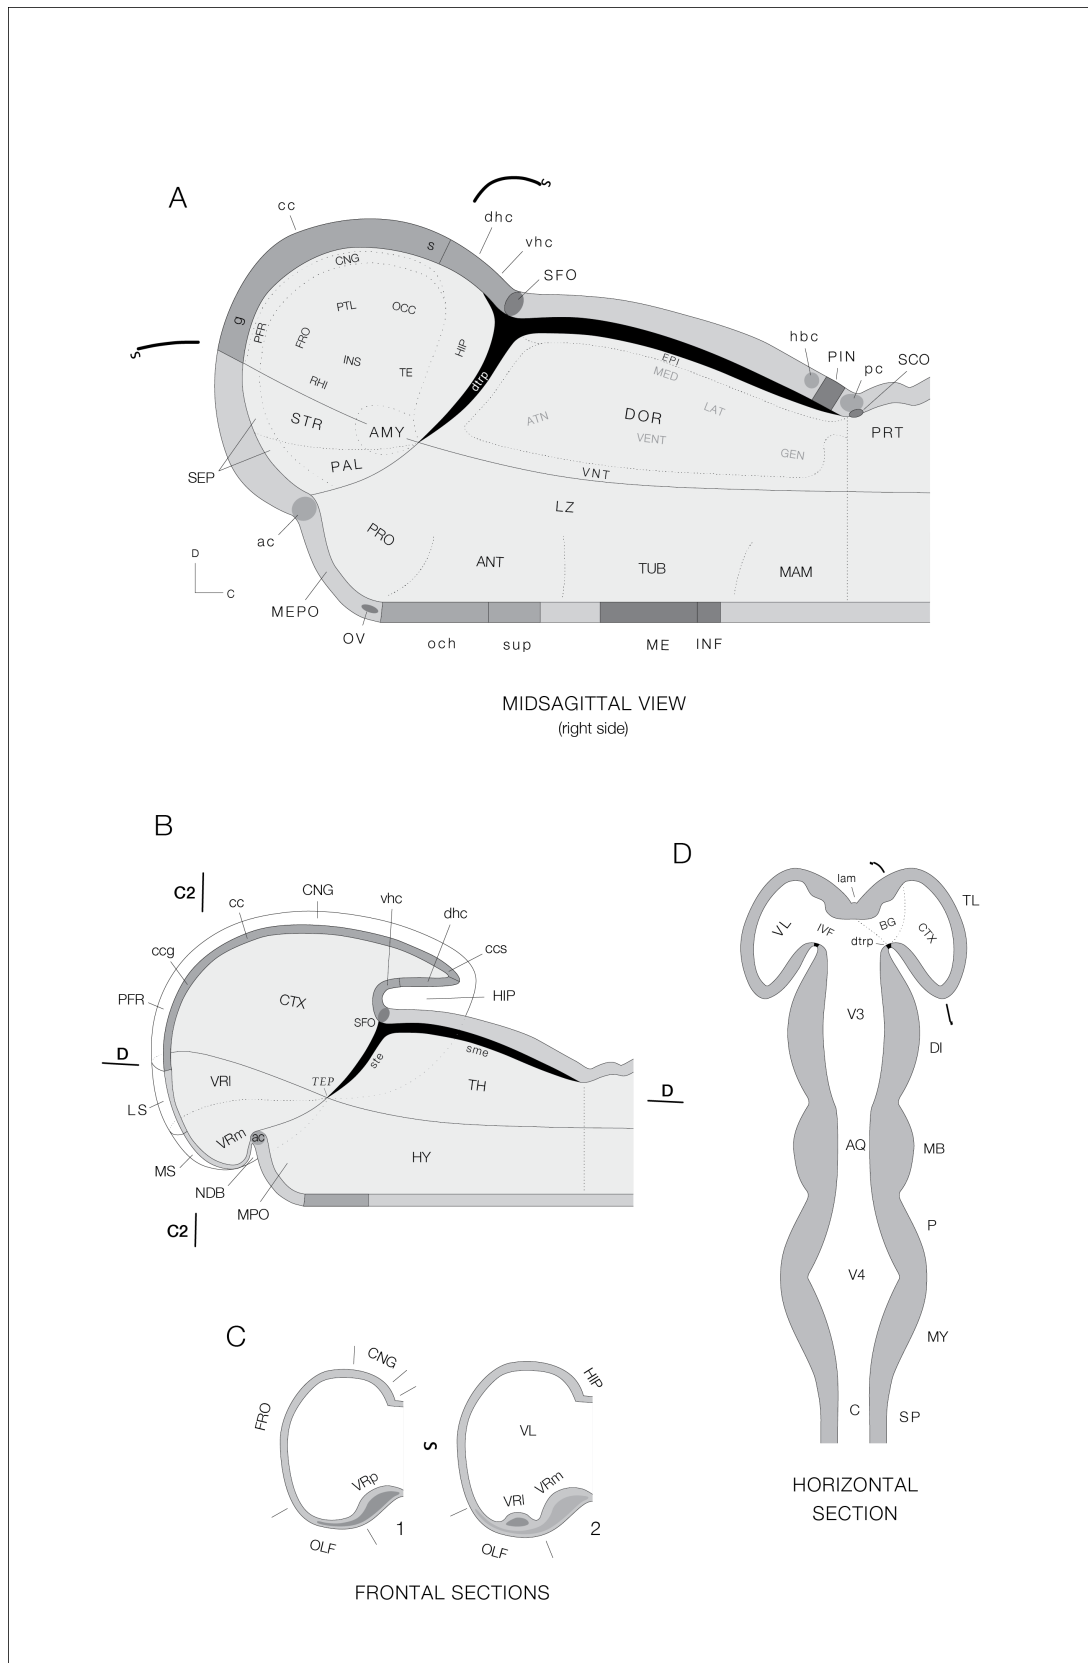 A
cc
dhc
vhc
SFO
s
CNG
g
PFR
FRO
PTL
OCC
INS
TE
RHI
HIP
STR
AMY
PAL
SEP
dtrp
EPI
MED
ATN
DOR
LAT
VENT
GEN
VNT
hbc
PIN
pc
SCO
PRT
LZ
PRO
ANT
TUB
MAM
ac
D
C
MEPO
OV
och
sup
ME
INF
S
S
MIDSAGITTAL VIEW
(right side)
B
C2
CNG
cc
vhc
dhc
ccg
ccs
PFR
CTX
HIP
SFO
D
sme
ste
TEP
VRl
TH
D
LS
VRm
ac
HY
MS
NDB
MPO
C2
D
lam
TL
VL
IVF
BG
CTX
dtrp
V3
DI
AQ
MB
P
V4
MY
C
SP
HORIZONTAL
SECTION
C
CNG
FRO
VRp
OLF
1
S
HIP
VL
VRl
VRm
OLF
2
FRONTAL SECTIONS